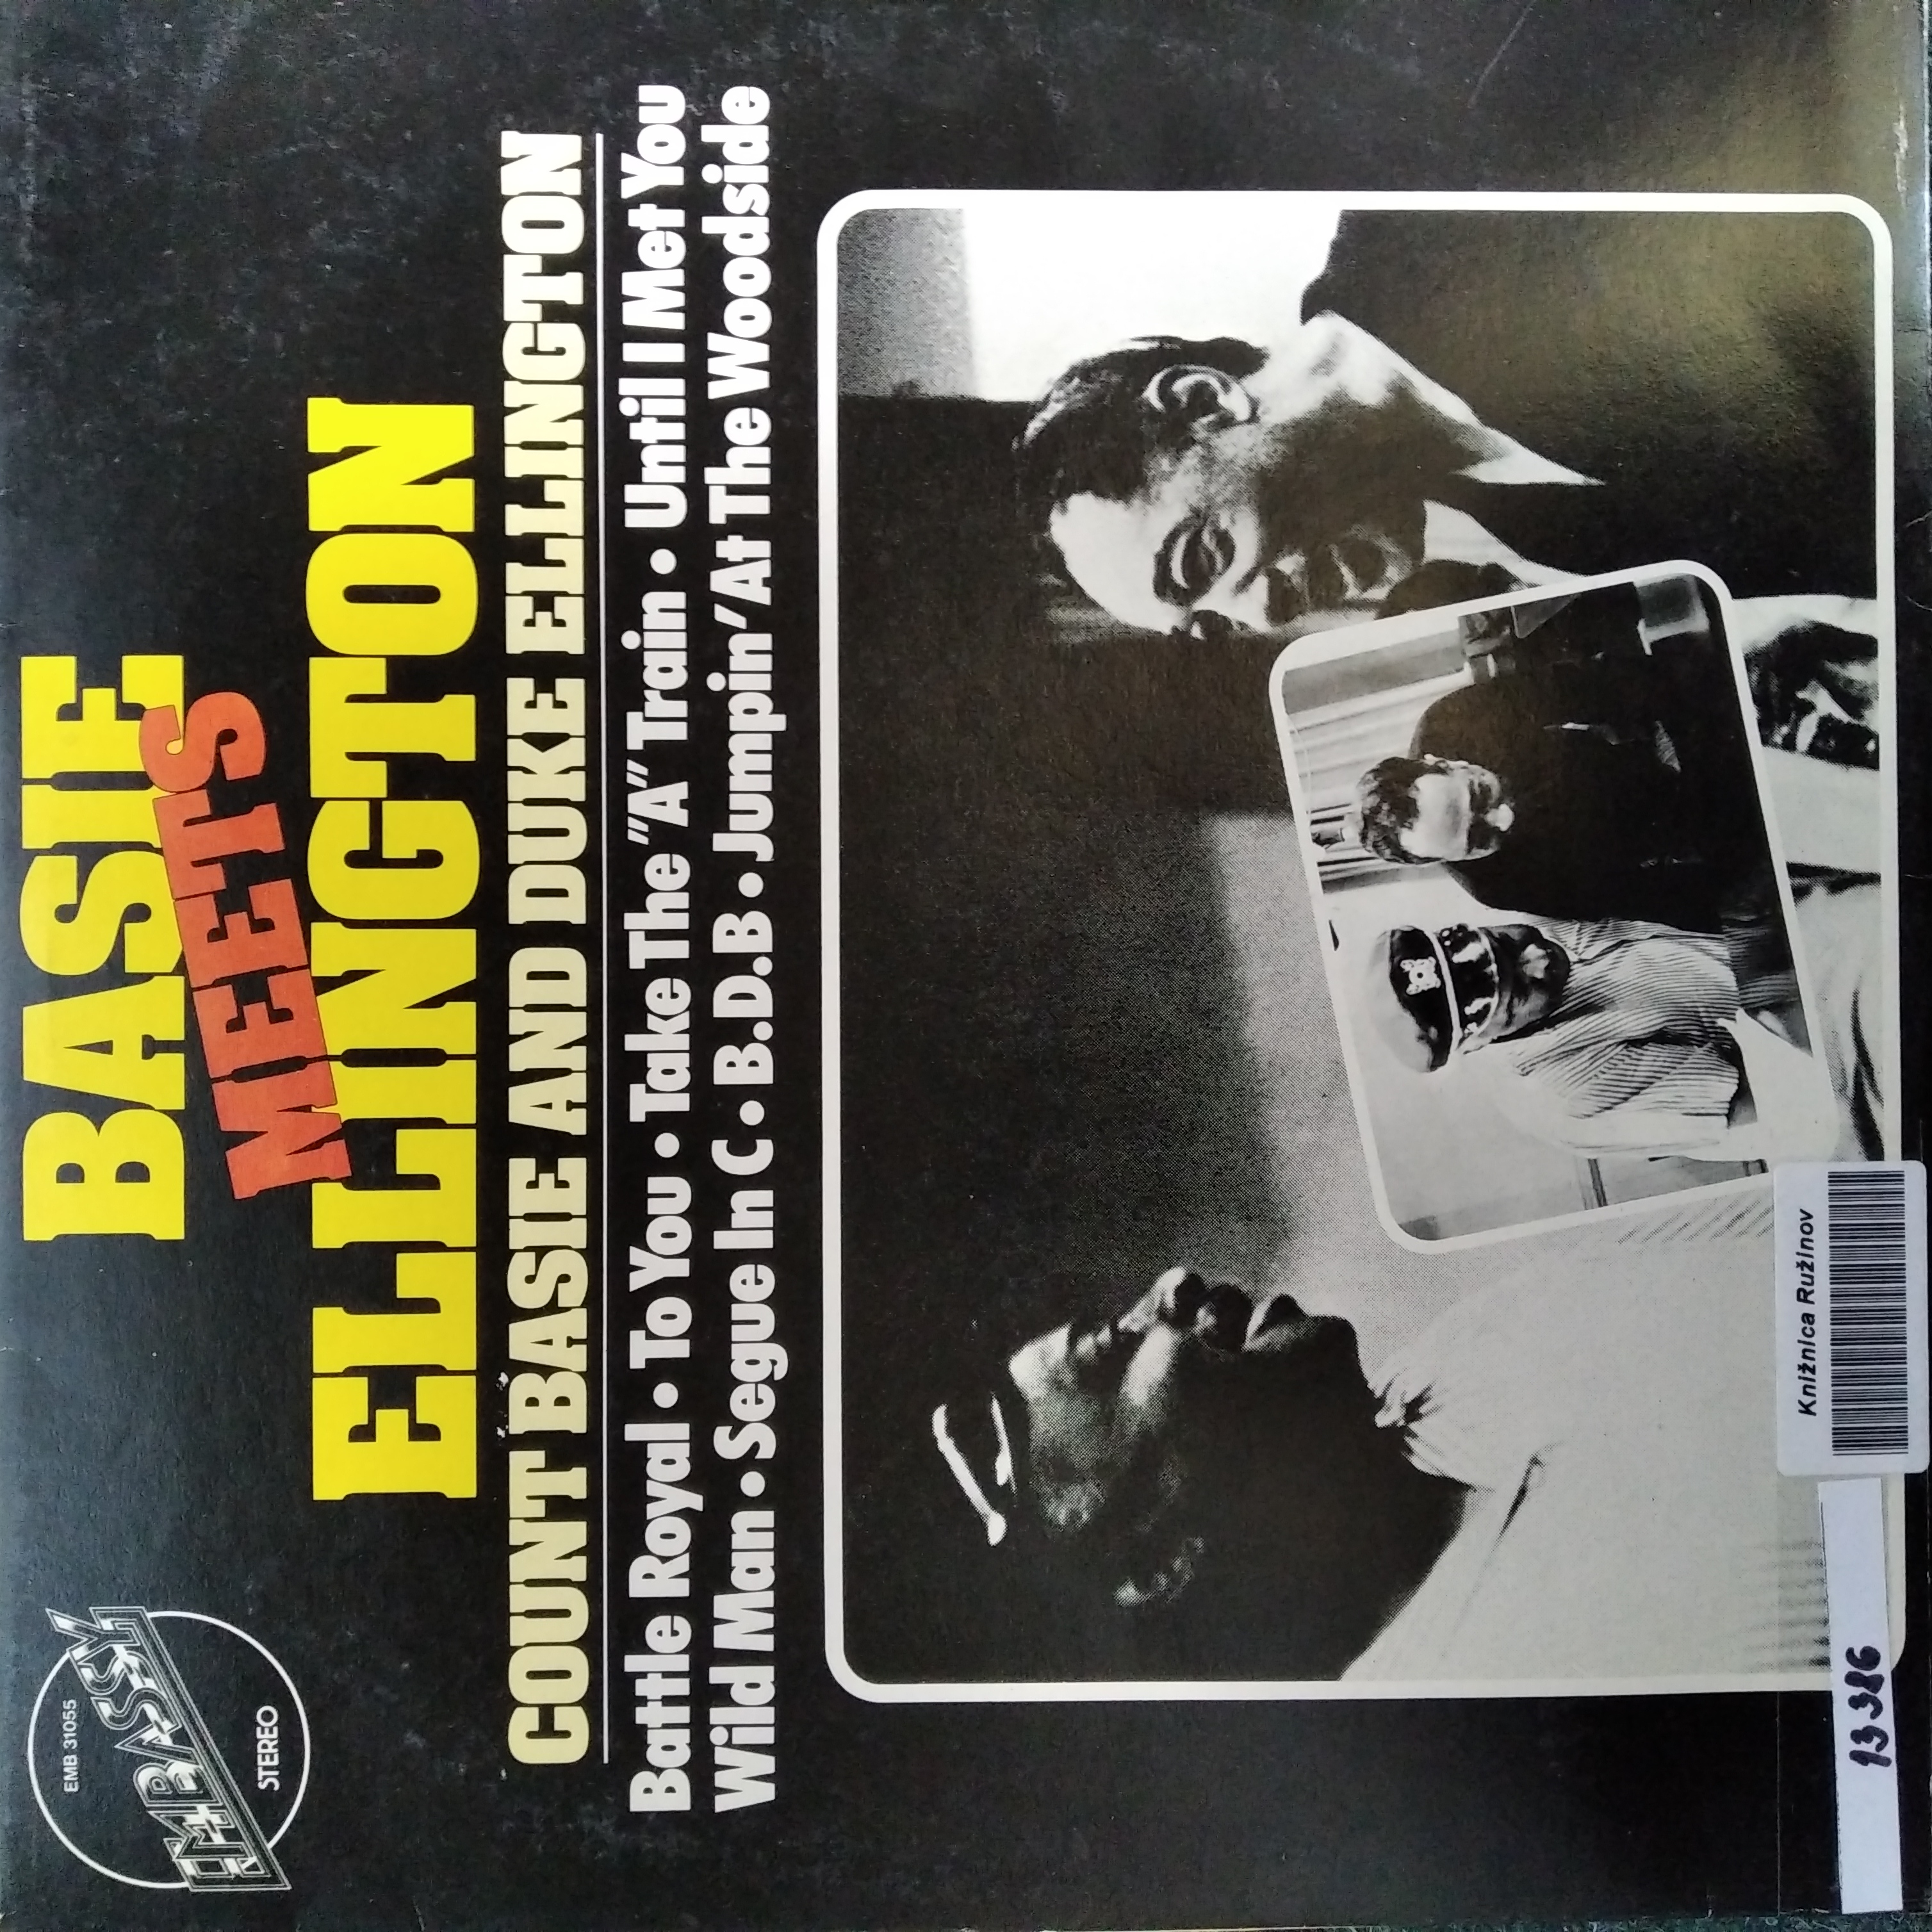 EMB 31055
EMBASSY
STEREO
BASIE
MEETS
ELLINGTON
COUNT BASIE AND DUKE ELLINGTON
Battle Royal • To You • Take The "A" Train • Until I Met You
Wild Man • Segue In C • B.D.B • Jumpin' At The Woodside
Knižnica Ružinov
13386